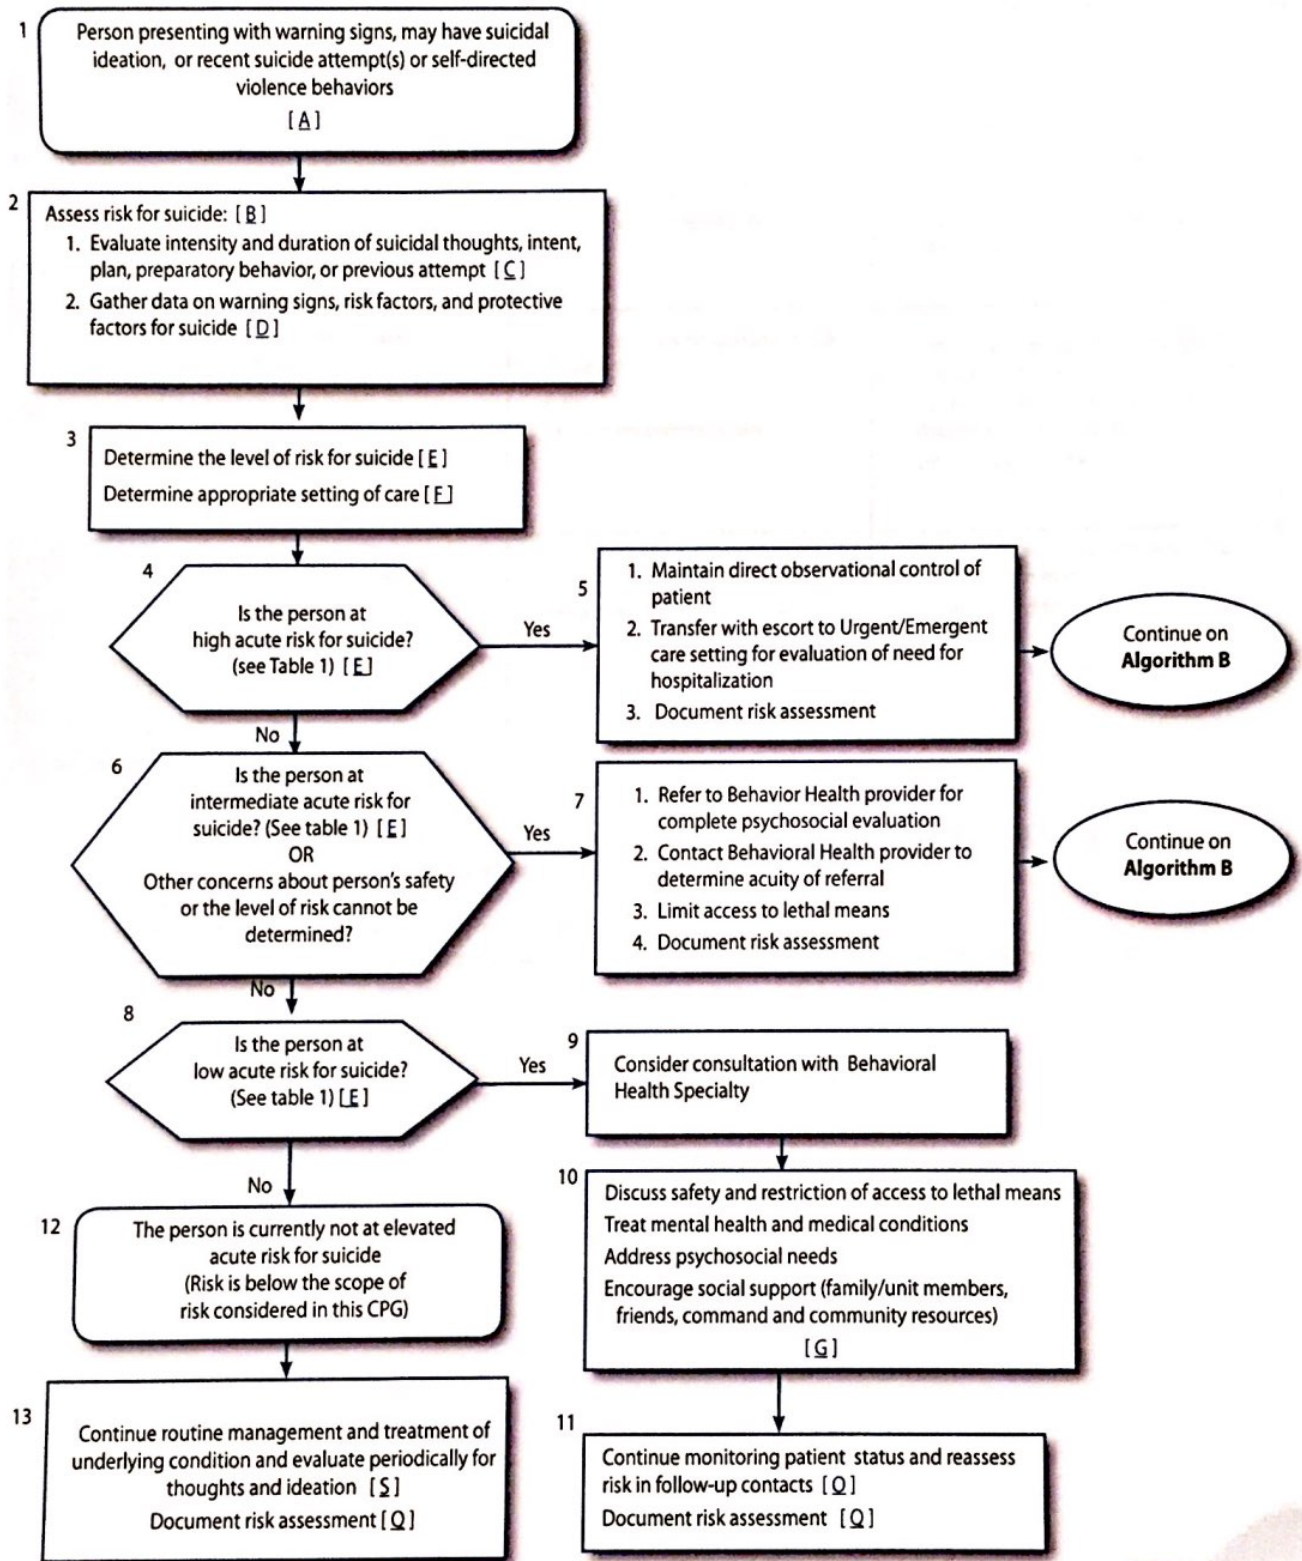 1
Person presenting with warning signs, may have suicidal
ideation, or recent suicide attempt(s) or self-directed
violence behaviors
[A]
2
Assess risk for suicide: [B]
1. Evaluate intensity and duration of suicidal thoughts, intent,
plan, preparatory behavior, or previous attempt [C]
2. Gather data on warning signs, risk factors, and protective
factors for suicide [D]
3
Determine the level of risk for suicide [E]
Determine appropriate setting of care [F]
4
Is the person at
high acute risk for suicide?
(see Table 1) [E]
Yes
5
1. Maintain direct observational control of
patient
2. Transfer with escort to Urgent/Emergent
care setting for evaluation of need for
hospitalization
3. Document risk assessment
Continue on
Algorithm B
No
6
Is the person at
intermediate acute risk for
suicide? (See table 1) [E]
OR
Other concerns about person's safety
or the level of risk cannot be
determined?
Yes
7
1. Refer to Behavior Health provider for
complete psychosocial evaluation
2. Contact Behavioral Health provider to
determine acuity of referral
3. Limit access to lethal means
4. Document risk assessment
Continue on
Algorithm B
No
8
Is the person at
low acute risk for suicide?
(See table 1) [E]
Yes
9
Consider consultation with Behavioral
Health Specialty
No
10
Discuss safety and restriction of access to lethal means
Treat mental health and medical conditions
Address psychosocial needs
Encourage social support (family/unit members,
friends, command and community resources)
[G]
12
The person is currently not at elevated
acute risk for suicide
(Risk is below the scope of
risk considered in this CPG)
13
Continue routine management and treatment of
underlying condition and evaluate periodically for
thoughts and ideation [S]
Document risk assessment [Q]
11
Continue monitoring patient status and reassess
risk in follow-up contacts [Q]
Document risk assessment [Q]